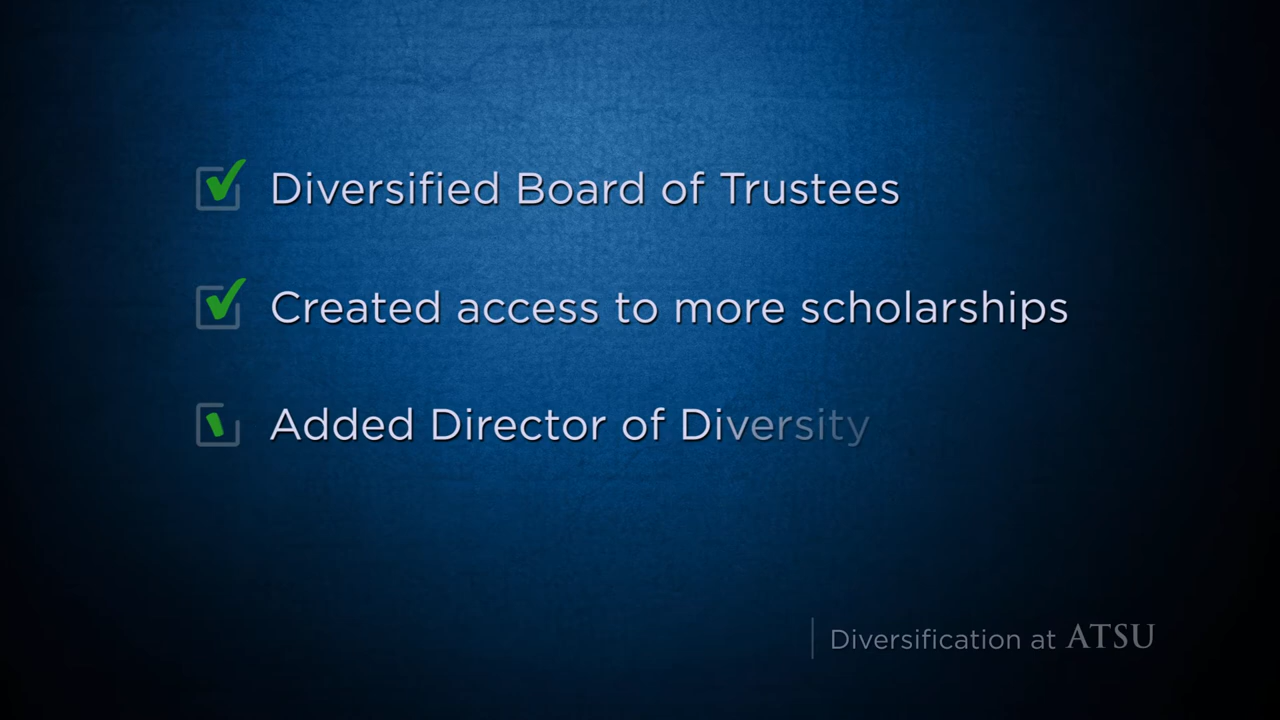 Diversified Board of Trustees
Created access to more scholarships
Added Director of Diversity
Diversification at ATSU